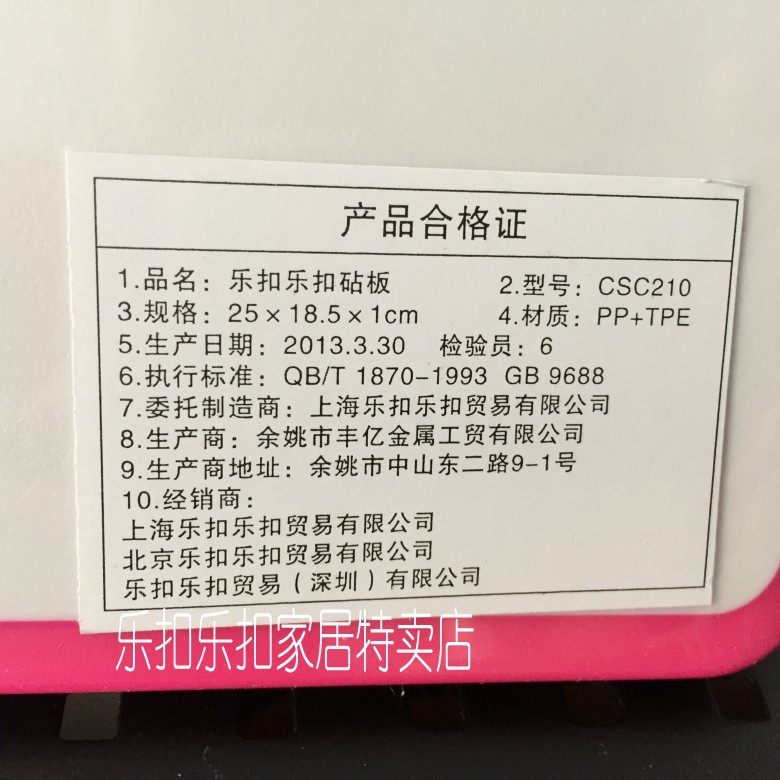 产品合格证
1.品名：乐扣乐扣砧板 2.型号：CSC210
3.规格：25×18.5×1cm 4.材质：PP+TPE
5.生产日期：2013.3.30 检验员：6
6.执行标准：QB/T 1870-1993 GB 9688
7.委托制造商：上海乐扣乐扣贸易有限公司
8.生产商：余姚市丰亿金属工贸有限公司
9.生产商地址：余姚市中山东二路9-1号
10.经销商：
上海乐扣乐扣贸易有限公司
北京乐扣乐扣贸易有限公司
乐扣乐扣贸易（深圳）有限公司
乐扣乐扣家居特卖店